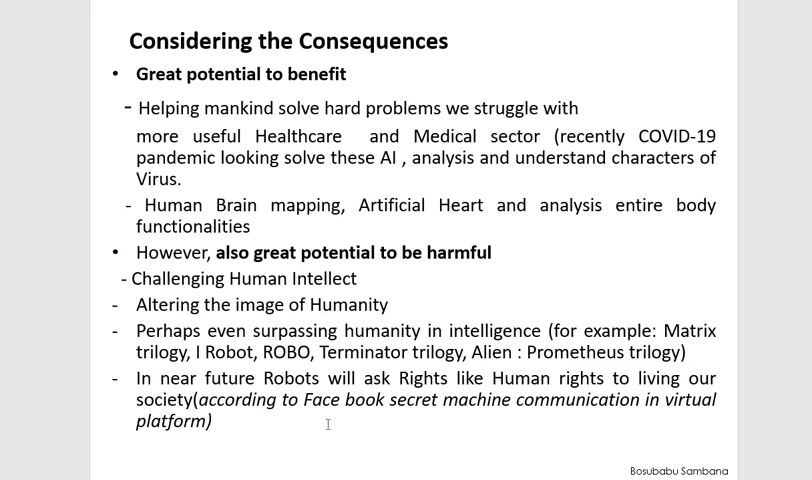 Considering the Consequences
• Great potential to benefit
- Helping mankind solve hard problems we struggle with
more useful Healthcare and Medical sector (recently COVID-19
pandemic looking solve these AI , analysis and understand characters of
Virus.
- Human Brain mapping, Artificial Heart and analysis entire body
functionalities
• However, also great potential to be harmful
- Challenging Human Intellect
- Altering the image of Humanity
- Perhaps even surpassing humanity in intelligence (for example: Matrix
trilogy, I Robot, ROBO, Terminator trilogy, Alien : Prometheus trilogy)
- In near future Robots will ask Rights like Human rights to living our
society(according to Face book secret machine communication in virtual
platform)
Bosubabu Sambana